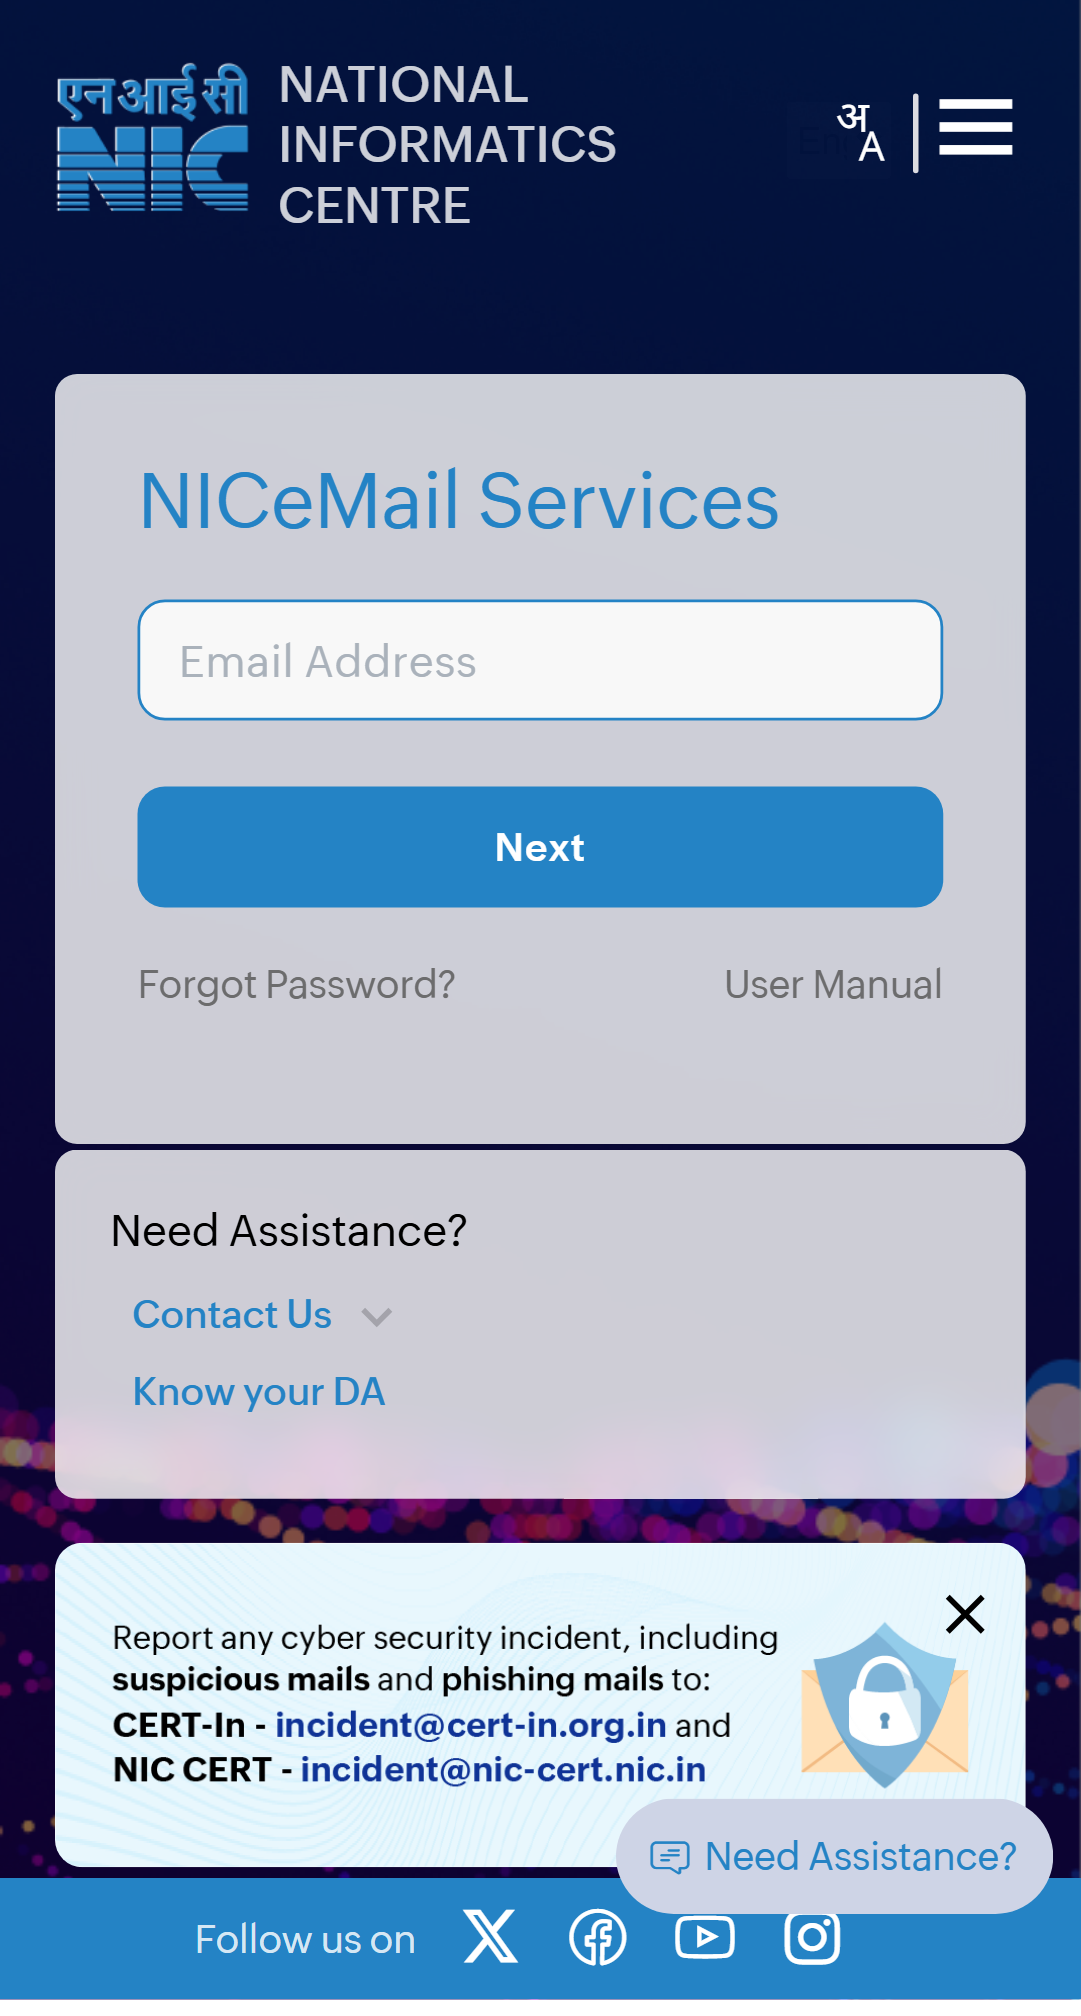 एनआईसी
NIC
NATIONAL
INFORMATICS
CENTRE
अ
A
NICeMail Services
Email Address
Next
Forgot Password?
User Manual
Need Assistance?
Contact Us
Know your DA
Report any cyber security incident, including
suspicious mails and phishing mails to:
CERT-In - incident@cert-in.org.in and
NIC CERT - incident@nic-cert.nic.in
Need Assistance?
Follow us on